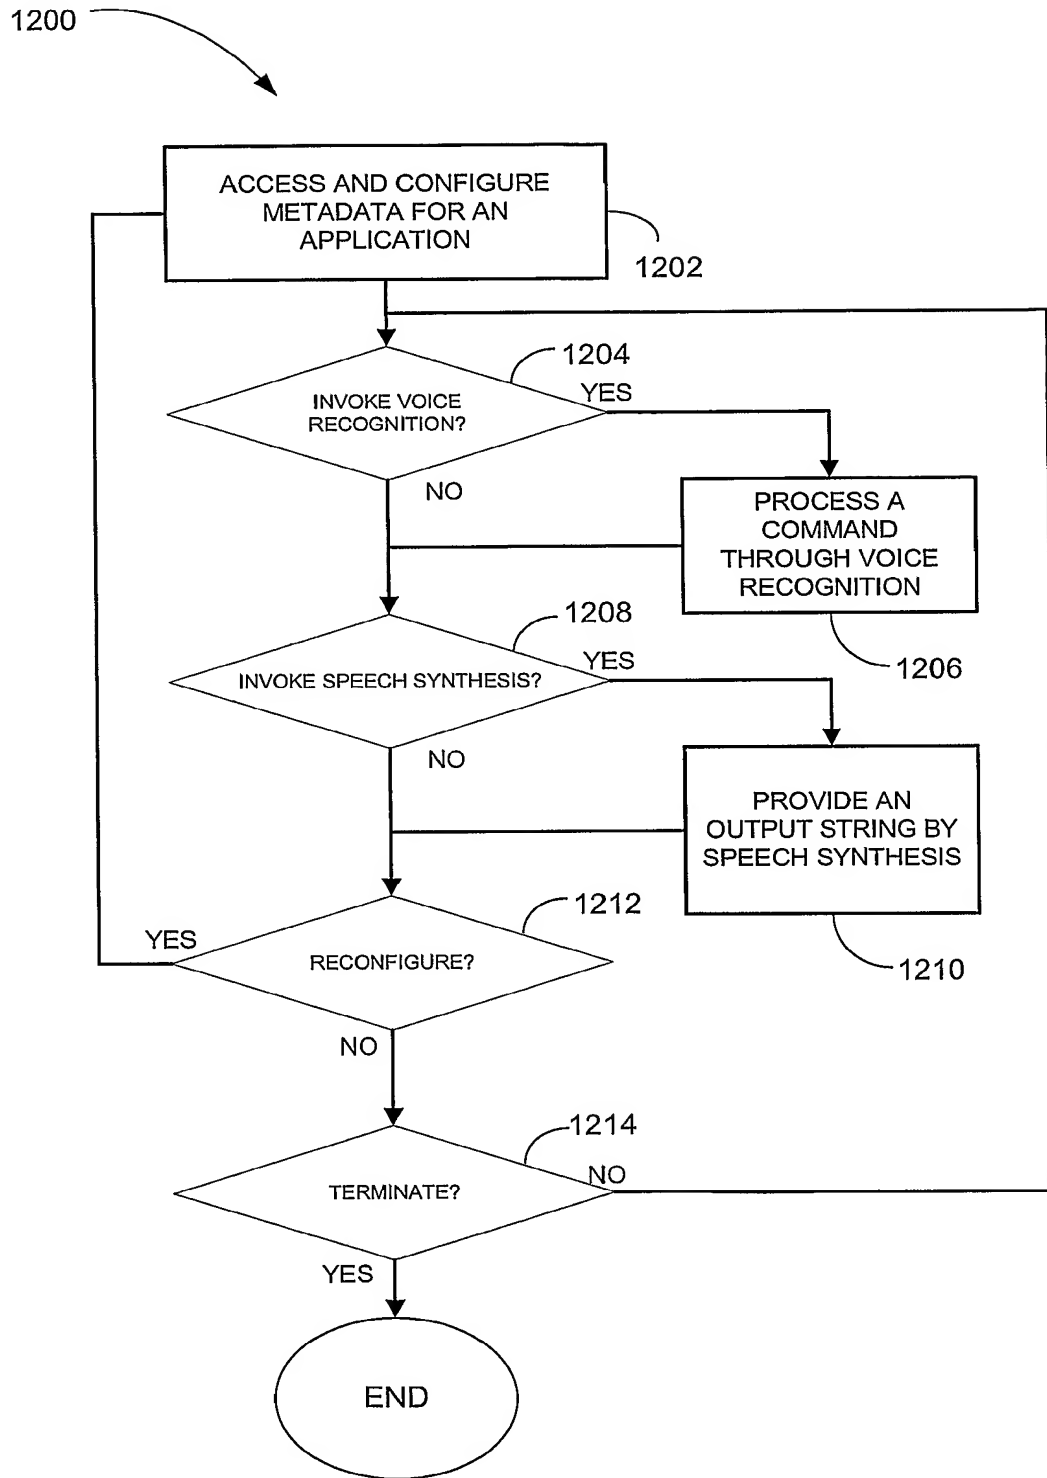 1200
ACCESS AND CONFIGURE
METADATA FOR AN
APPLICATION
1202
1204
INVOKE VOICE
RECOGNITION?
YES
NO
PROCESS A
COMMAND
THROUGH VOICE
RECOGNITION
1206
1208
INVOKE SPEECH SYNTHESIS?
YES
NO
PROVIDE AN
OUTPUT STRING BY
SPEECH SYNTHESIS
1210
1212
RECONFIGURE?
YES
NO
1214
TERMINATE?
NO
YES
END